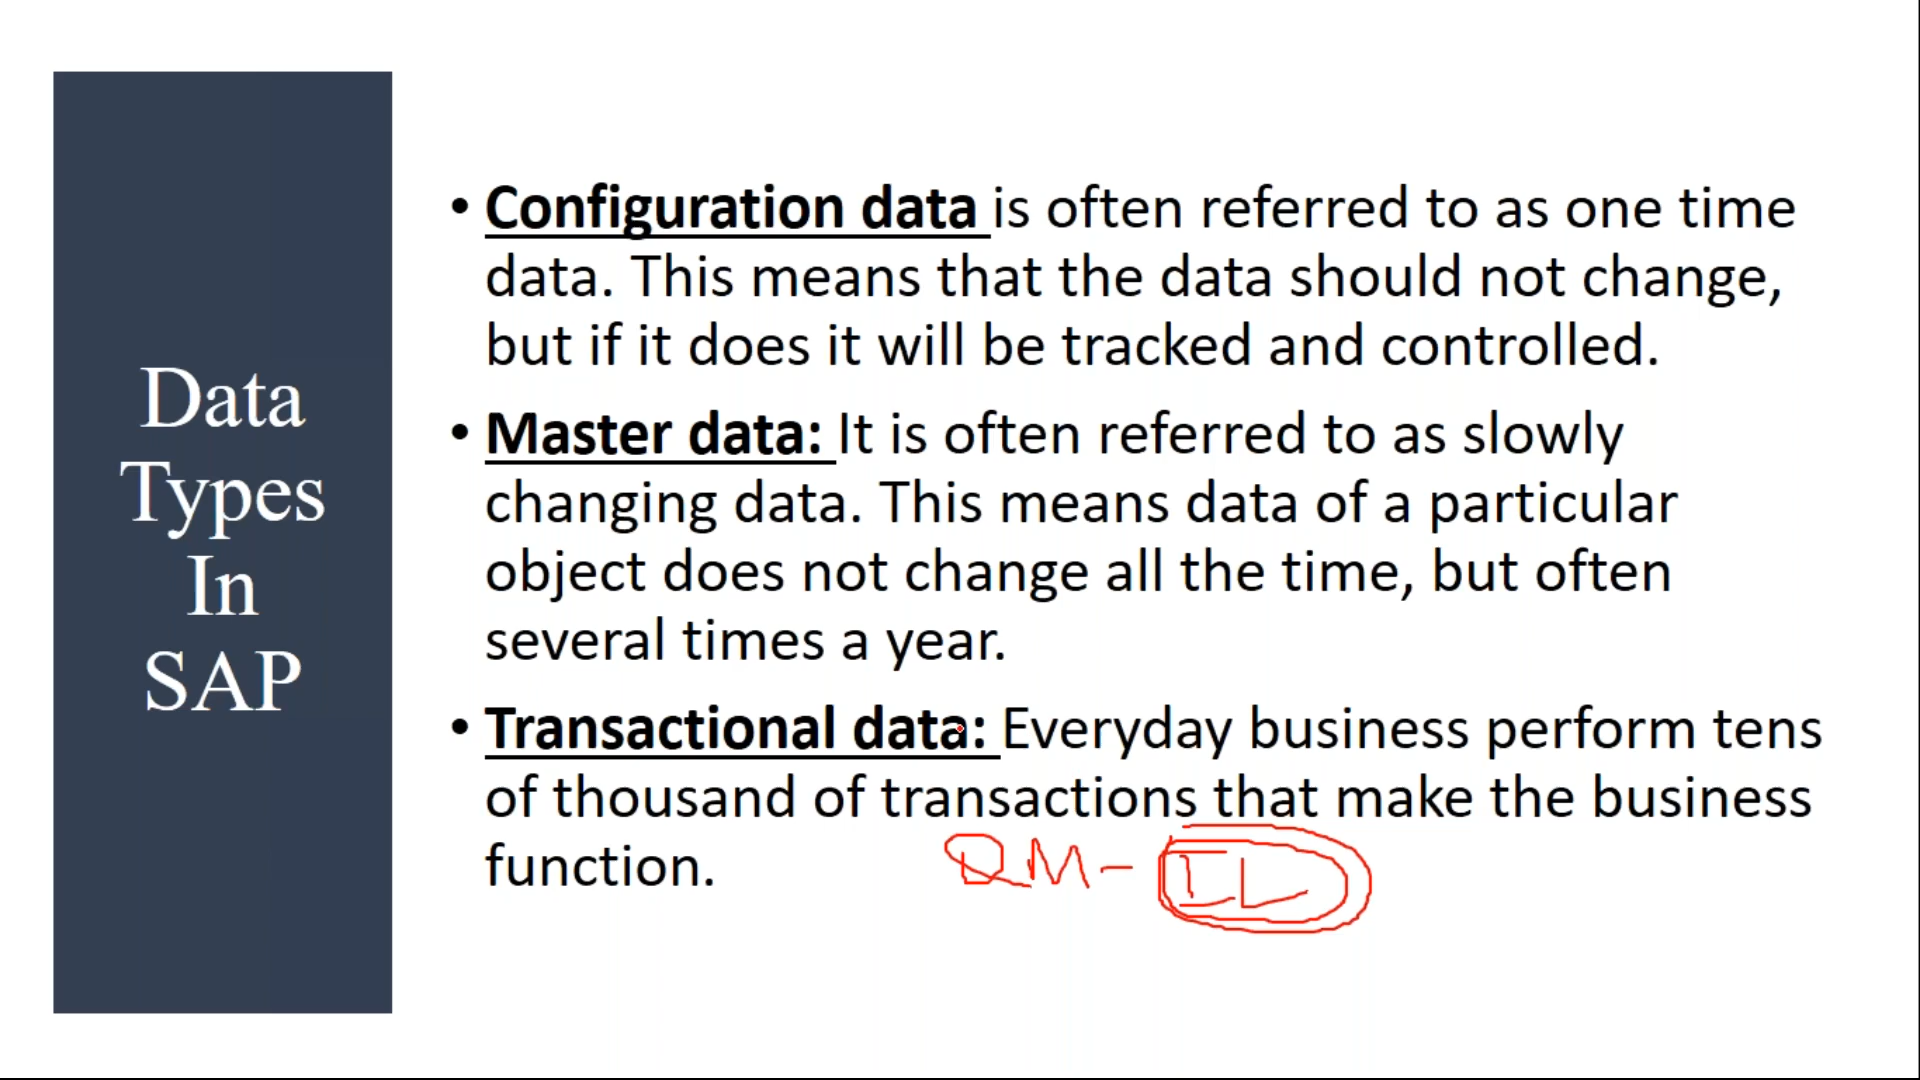 Data
Types
In
SAP
• Configuration data is often referred to as one time
data. This means that the data should not change,
but if it does it will be tracked and controlled.
• Master data: It is often referred to as slowly
changing data. This means data of a particular
object does not change all the time, but often
several times a year.
• Transactional data: Everyday business perform tens
of thousand of transactions that make the business
function.